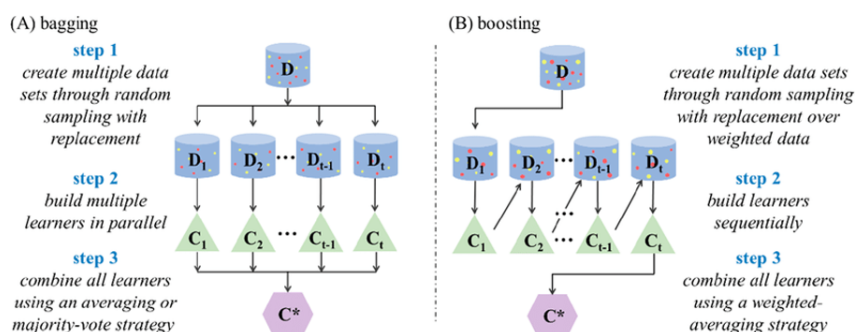 (A) bagging
step 1
create multiple data
sets through random
sampling with
replacement
step 2
build multiple
learners in parallel
step 3
combine all learners
using an averaging or
majority-vote strategy
D
D1 D2 ... Dt-1 Dt
C1 C2 ... Ct-1 Ct
C*
(B) boosting
D
D1 D2 ... Dt-1 Dt
...
C1 C2 ... Ct-1 Ct
C*
step 1
create multiple data
sets through random sampling
with replacement over
weighted data
step 2
build learners
sequentially
step 3
combine all learners
using a weighted-
averaging strategy